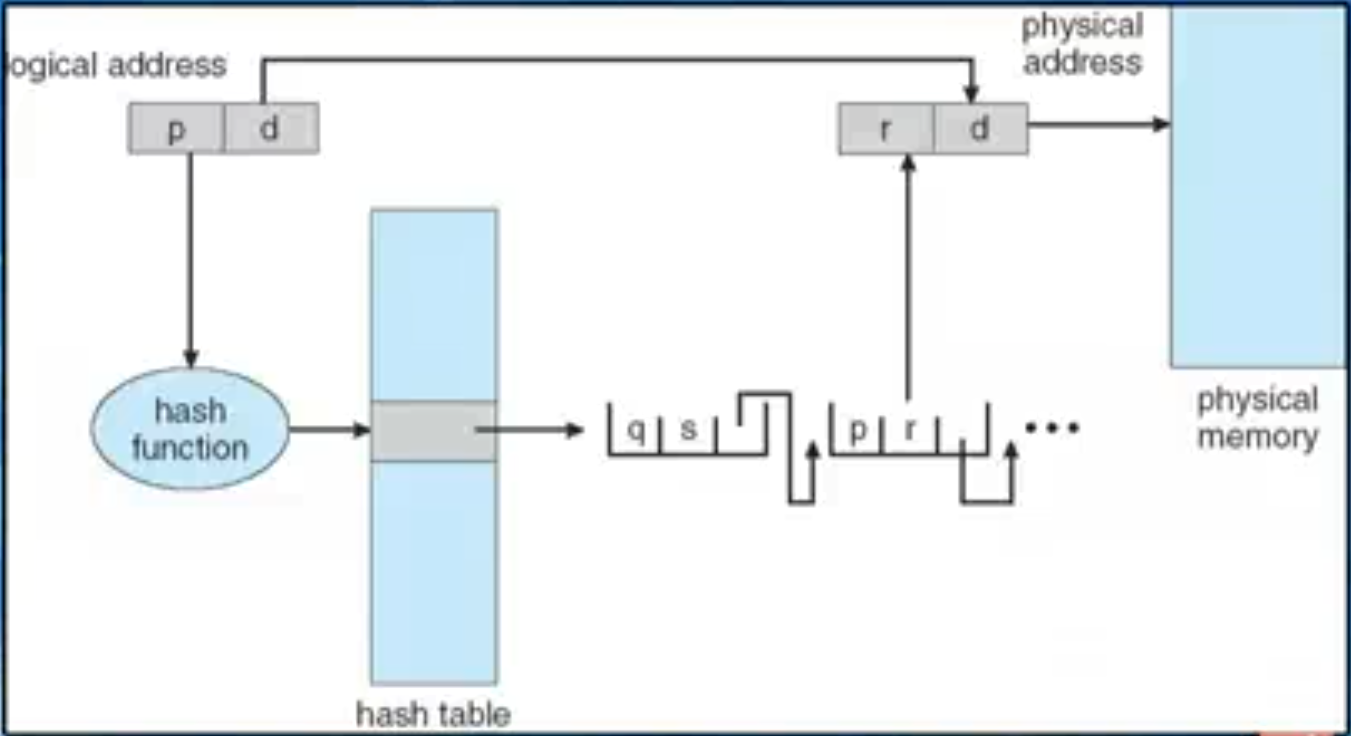 ogical address
physical
address
p d
r d
hash
function
q s
p r
•••
physical
memory
hash table